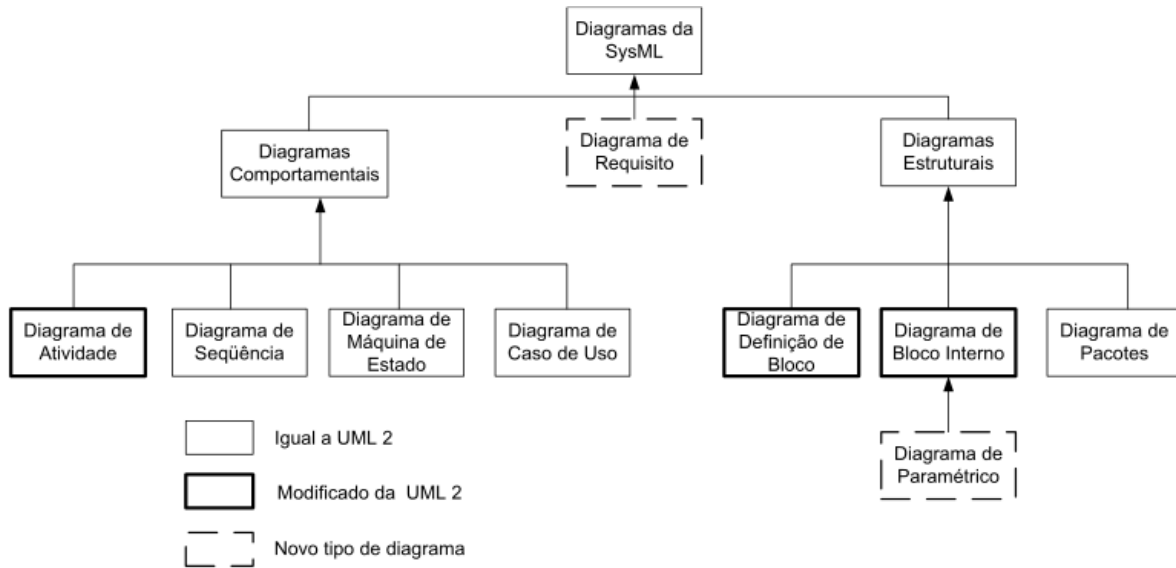 Diagramas da
SysML
Diagramas
Comportamentais
Diagrama de
Requisito
Diagramas
Estruturais
Diagrama de
Atividade
Diagrama de
Seqüência
Diagrama de
Máquina de
Estado
Diagrama de
Caso de Uso
Diagrama de
Definição de
Bloco
Diagrama de
Bloco Interno
Diagrama de
Pacotes
Diagrama de
Paramétrico
Igual a UML 2
Modificado da UML 2
Novo tipo de diagrama